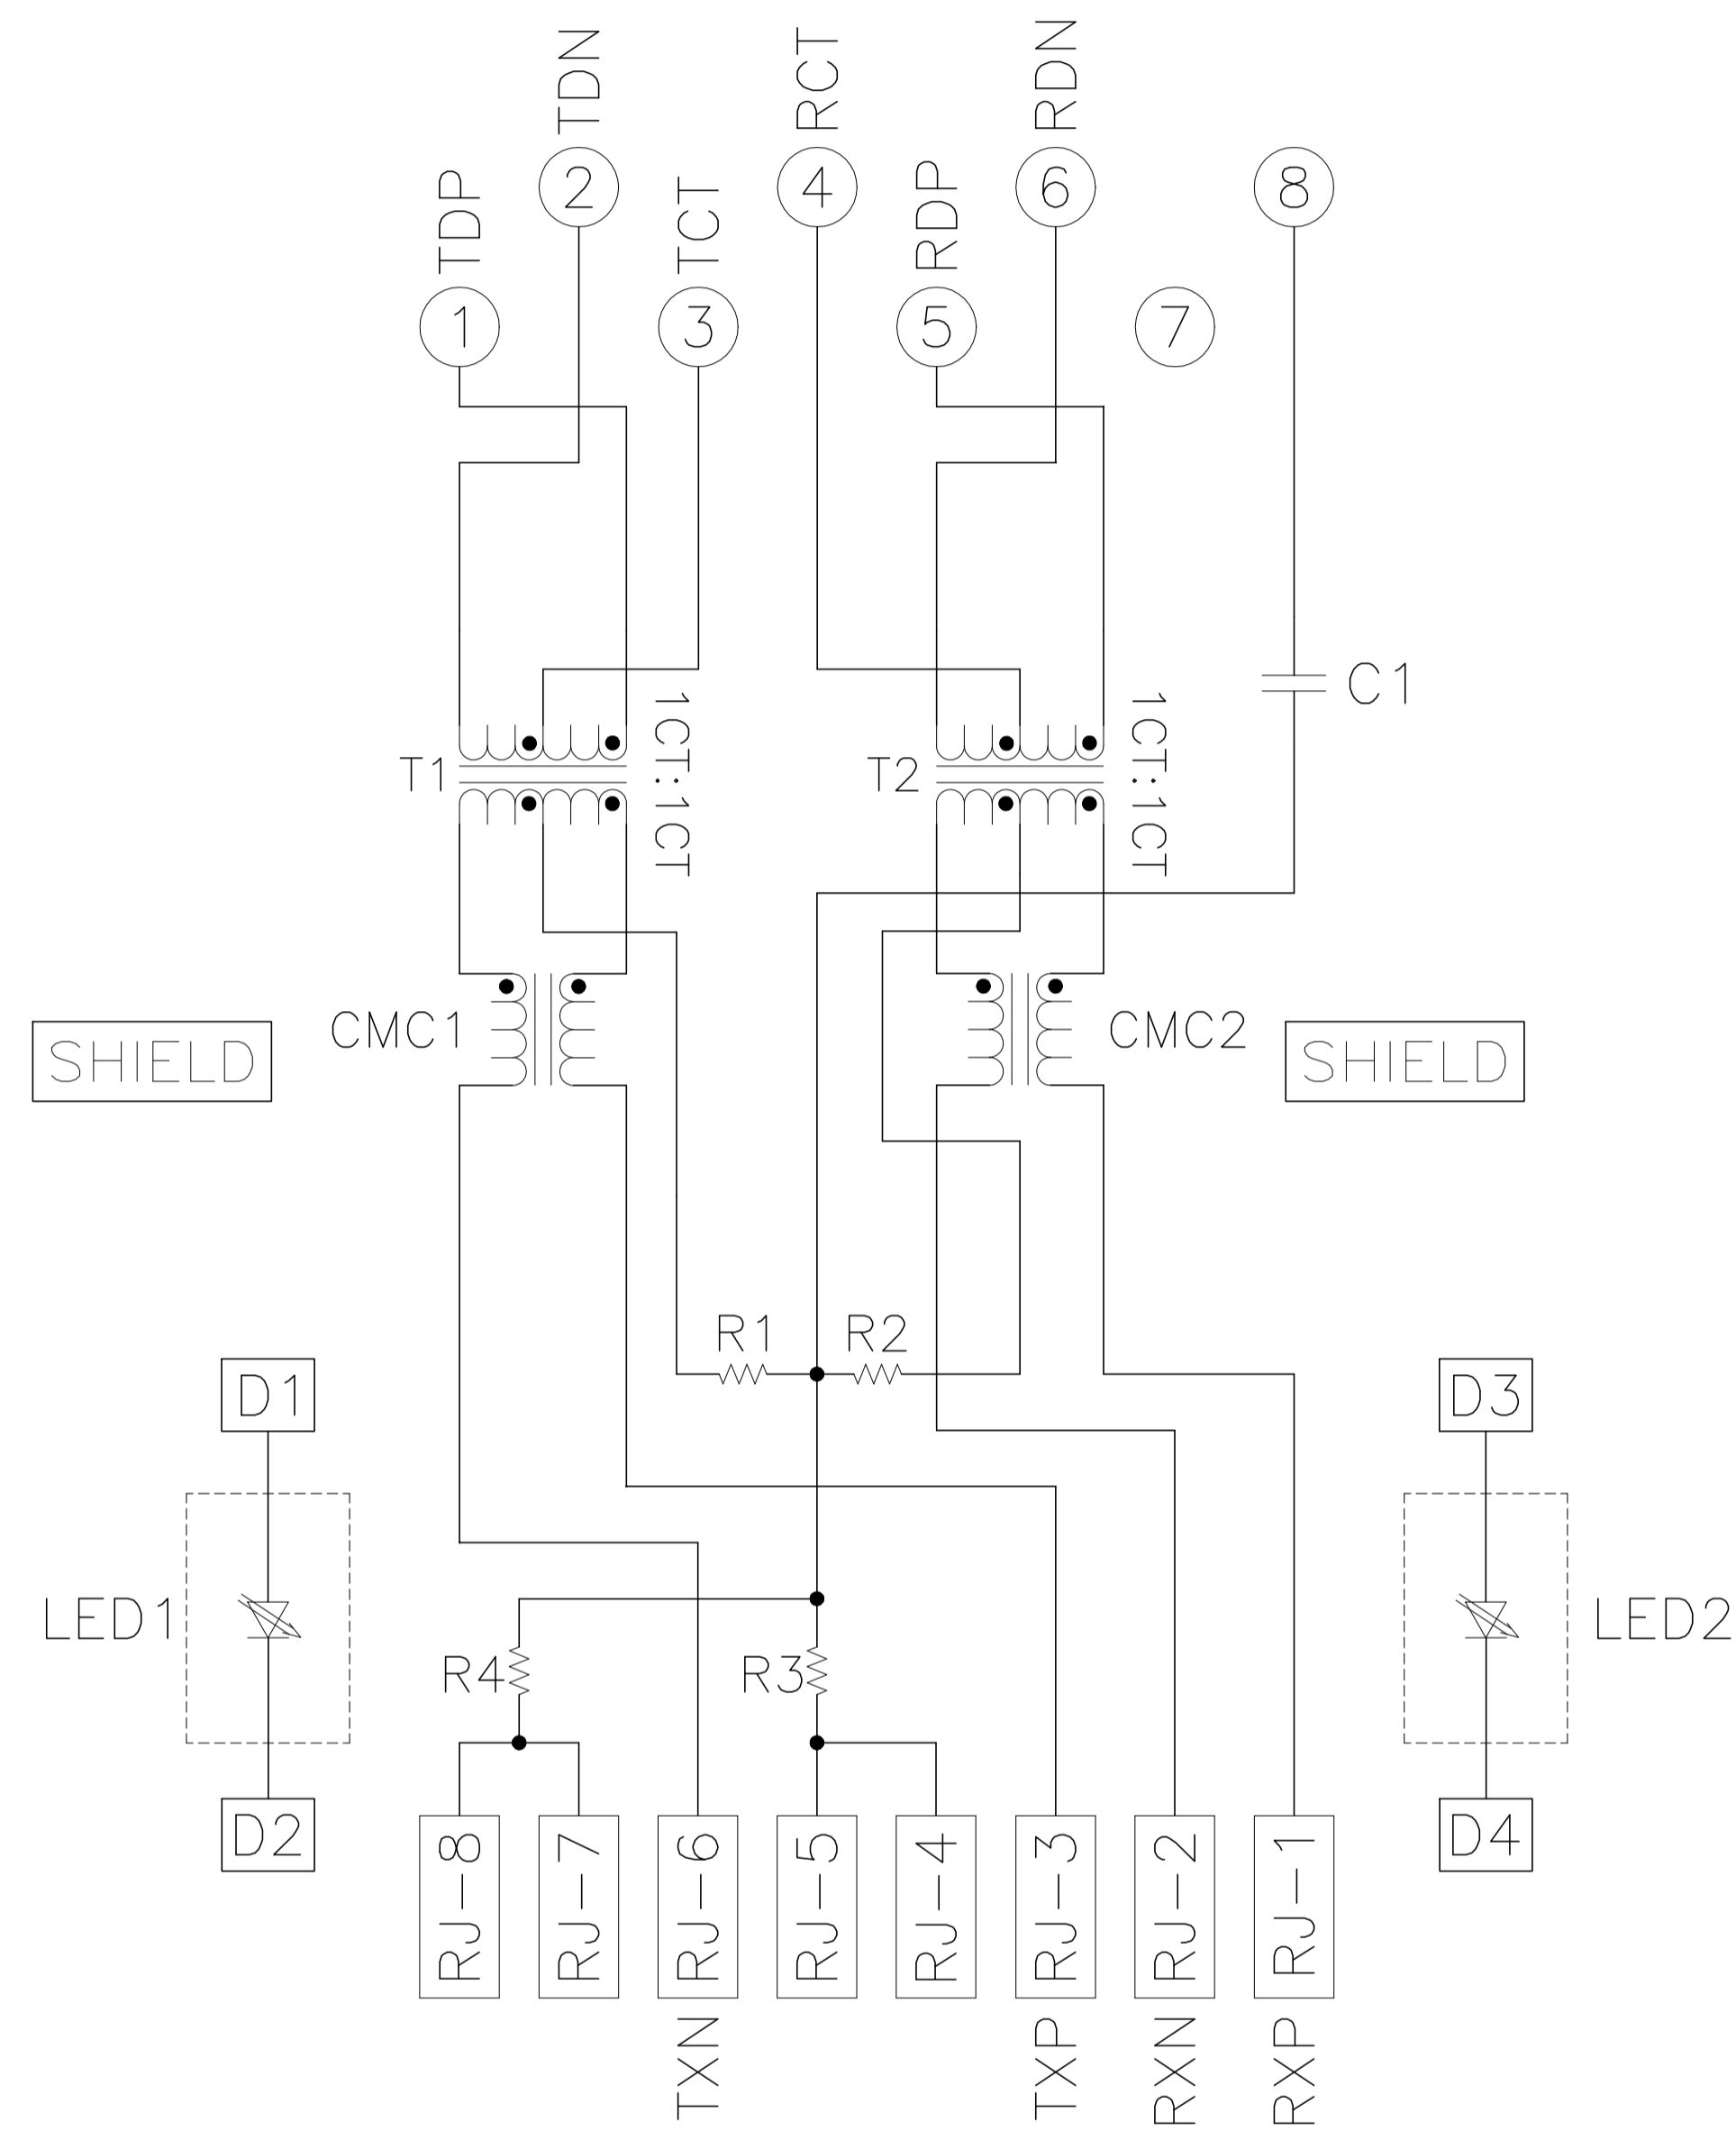 TDN
RCT
RDN
TDP
TCT
RDP
2
4
6
8
1
3
5
7
C1
T1
1CT:1CT
T2
1CT:1CT
CMC1
CMC2
SHIELD
SHIELD
R1
R2
D1
D3
LED1
LED2
R4
R3
D2
D4
RJ-8
RJ-7
RJ-6
RJ-5
RJ-4
RJ-3
RJ-2
RJ-1
TXN
TXP
RXN
RXP